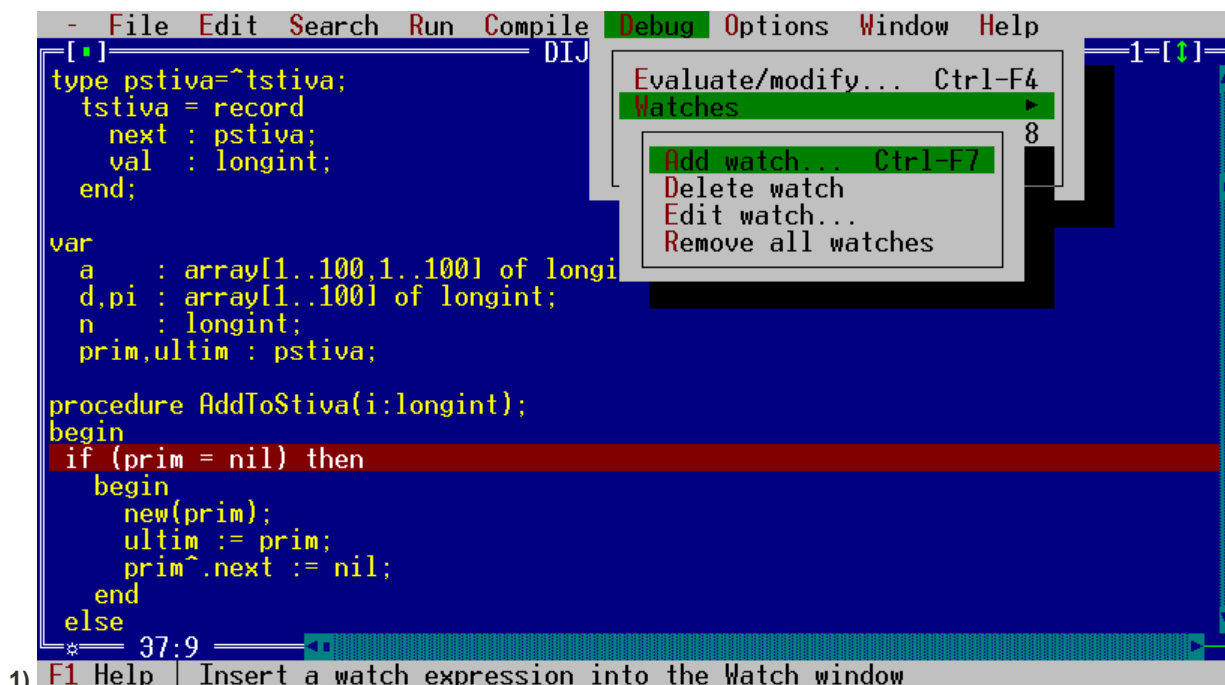 - File Edit Search Run Compile Debug Options Window Help
[▪] DIJ 1=[↕]
type pstiva=^tstiva;
tstiva = record
next : pstiva;
val : longint;
end;
Evaluate/modify... Ctrl-F4
Watches ►
8
Add watch... Ctrl-F7
Delete watch
Edit watch...
Remove all watches
var
a : array[1..100,1..100] of longi
d,pi : array[1..100] of longint;
n : longint;
prim,ultim : pstiva;
procedure AddToStiva(i:longint);
begin
if (prim = nil) then
begin
new(prim);
ultim := prim;
prim^.next := nil;
end
else
☼ 37:9
1) F1 Help | Insert a watch expression into the Watch window